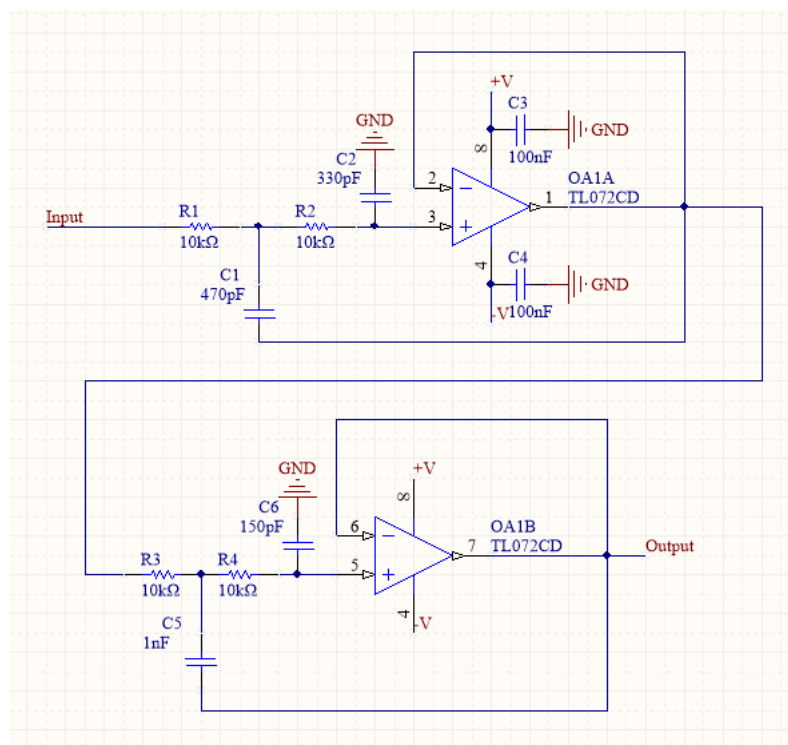 +V
C3
GND
GND
C2
8
100nF
330pF
OA1A
2
1
TL072CD
Input
R1
R2
3
10kΩ
10kΩ
C1
4
C4
470pF
GND
-V
100nF
GND
+V
C6
8
150pF
OA1B
6
7
TL072CD
Output
R3
R4
5
10kΩ
10kΩ
C5
4
-V
1nF